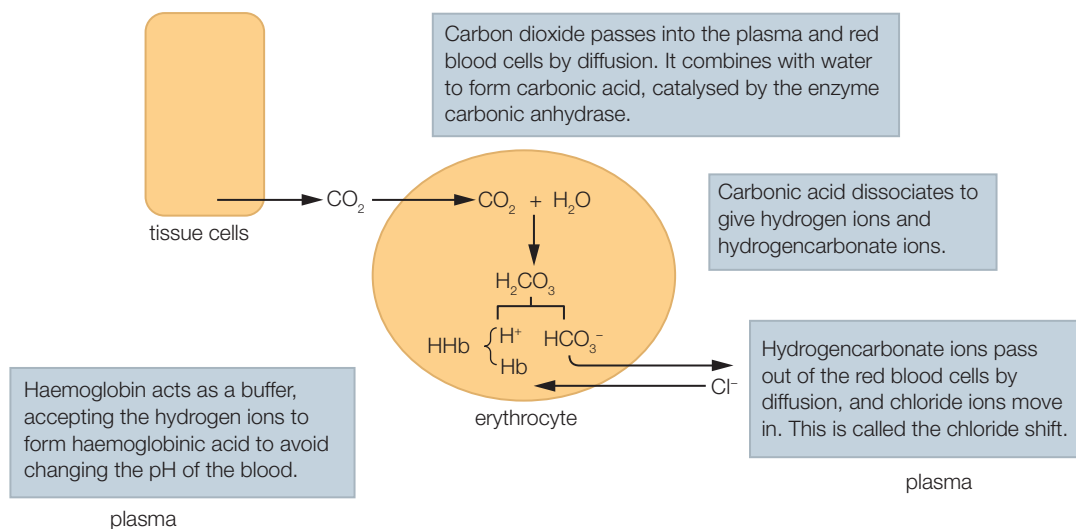 Carbon dioxide passes into the plasma and red
blood cells by diffusion. It combines with water
to form carbonic acid, catalysed by the enzyme
carbonic anhydrase.
CO₂
CO₂ + H₂O
tissue cells
Carbonic acid dissociates to
give hydrogen ions and
hydrogencarbonate ions.
H₂CO₃
HHb { H⁺
Hb
HCO₃⁻
Cl⁻
erythrocyte
Hydrogencarbonate ions pass
out of the red blood cells by
diffusion, and chloride ions move
in. This is called the chloride shift.
plasma
Haemoglobin acts as a buffer,
accepting the hydrogen ions to
form haemoglobinic acid to avoid
changing the pH of the blood.
plasma